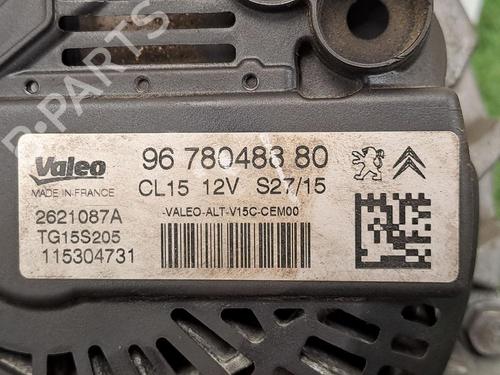 B-PARTS
Valeo
MADE IN FRANCE
96 780488 80
CL15 12V S27/15
2621087A
TG15S205
115304731
-VALEO-ALT-V15C-CEM00